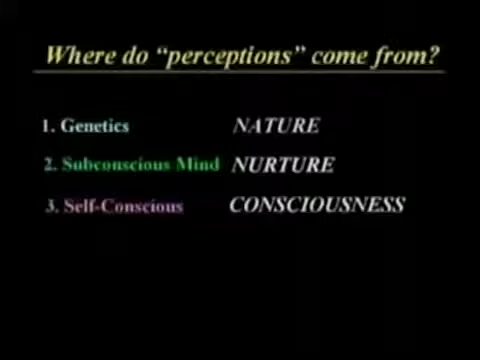 Where do “perceptions” come from?
1. Genetics NATURE
2. Subconscious Mind NURTURE
3. Self-Conscious CONSCIOUSNESS